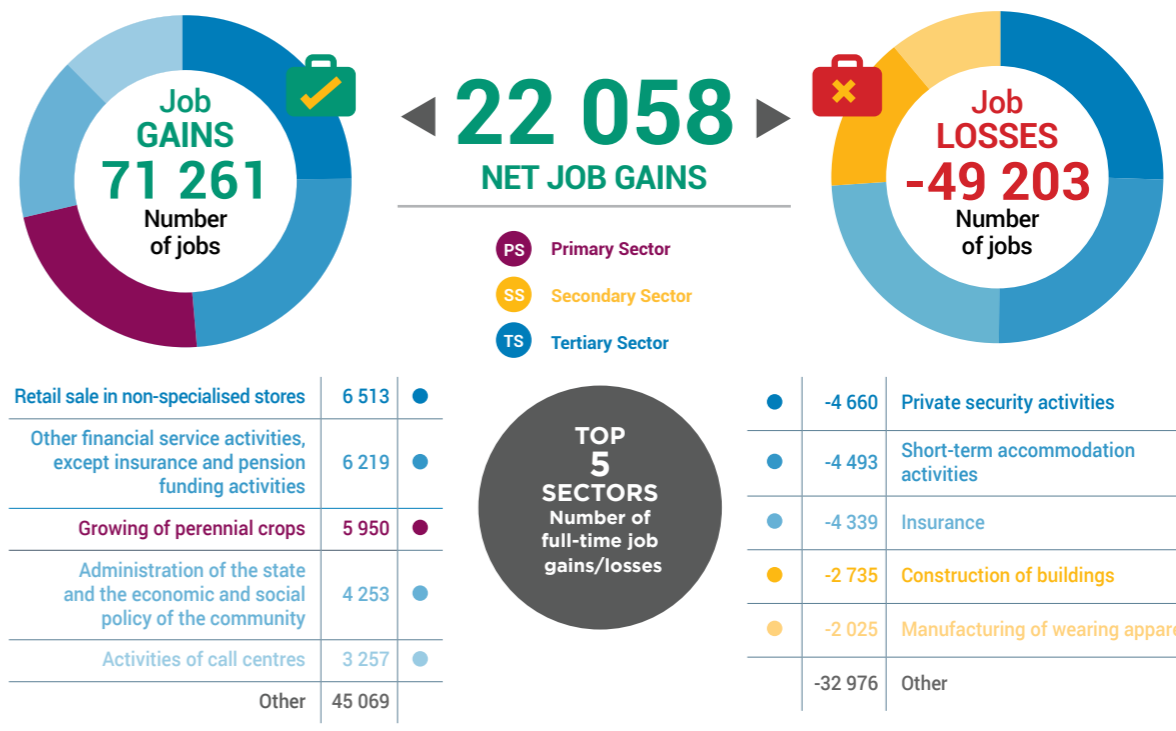 Job
GAINS
71 261
Number
of jobs
22 058
NET JOB GAINS
Job
LOSSES
-49 203
Number
of jobs
PS Primary Sector
SS Secondary Sector
TS Tertiary Sector
Retail sale in non-specialised stores 6 513
Other financial service activities,
except insurance and pension
funding activities
6 219
Growing of perennial crops 5 950
Administration of the state
and the economic and social
policy of the community
4 253
Activities of call centres 3 257
Other 45 069
TOP
5
SECTORS
Number of
full-time job
gains/losses
-4 660 Private security activities
-4 493
Short-term accommodation
activities
-4 339 Insurance
-2 735 Construction of buildings
-2 025 Manufacturing of wearing appare
-32 976 Other